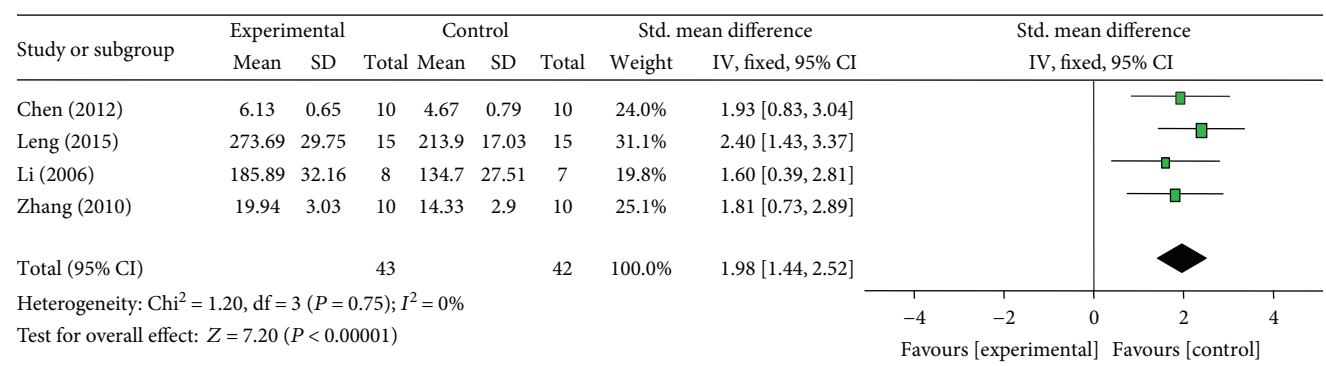 Study or subgroup Experimental Control Std. mean difference Std. mean difference
Mean SD Total Mean SD Total Weight IV, fixed, 95% CI IV, fixed, 95% CI
Chen (2012) 6.13 0.65 10 4.67 0.79 10 24.0% 1.93 [0.83, 3.04]
Leng (2015) 273.69 29.75 15 213.9 17.03 15 31.1% 2.40 [1.43, 3.37]
Li (2006) 185.89 32.16 8 134.7 27.51 7 19.8% 1.60 [0.39, 2.81]
Zhang (2010) 19.94 3.03 10 14.33 2.9 10 25.1% 1.81 [0.73, 2.89]
Total (95% CI) 43 42 100.0% 1.98 [1.44, 2.52]
Heterogeneity: Chi² = 1.20, df = 3 (P = 0.75); I² = 0%
Test for overall effect: Z = 7.20 (P < 0.00001)
−4 −2 0 2 4
Favours [experimental] Favours [control]